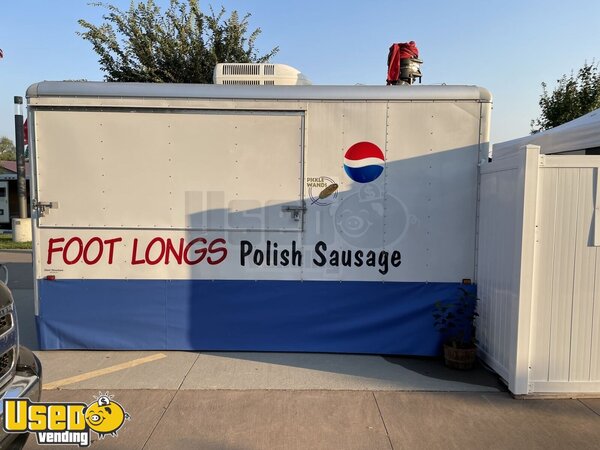 PICKLE
WANDS
FOOT LONGS Polish Sausage
USED
vending